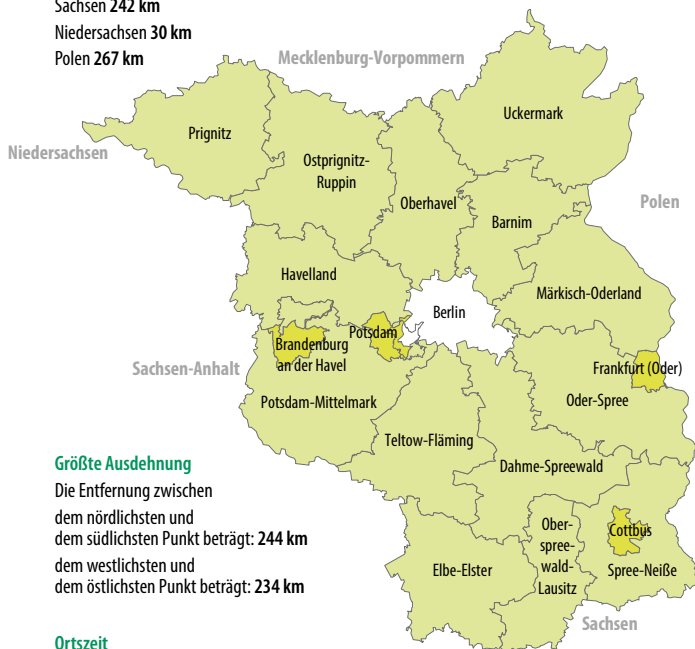 Sachsen 242 km
Niedersachsen 30 km
Polen 267 km
Mecklenburg-Vorpommern
Uckermark
Prignitz
Niedersachsen
Ostprignitz-
Ruppin
Oberhavel
Polen
Barnim
Havelland
Märkisch-Oderland
Berlin
Potsdam
Brandenburg
an der Havel
Sachsen-Anhalt
Frankfurt (Oder)
Potsdam-Mittelmark
Oder-Spree
Teltow-Fläming
Dahme-Spreewald
Größte Ausdehnung
Die Entfernung zwischen
dem nördlichsten und
dem südlichsten Punkt beträgt: 244 km
dem westlichsten und
dem östlichsten Punkt beträgt: 234 km
Elbe-Elster
Ober-
spree-
wald-
Lausitz
Cottbus
Spree-Neiße
Sachsen
Ortszeit